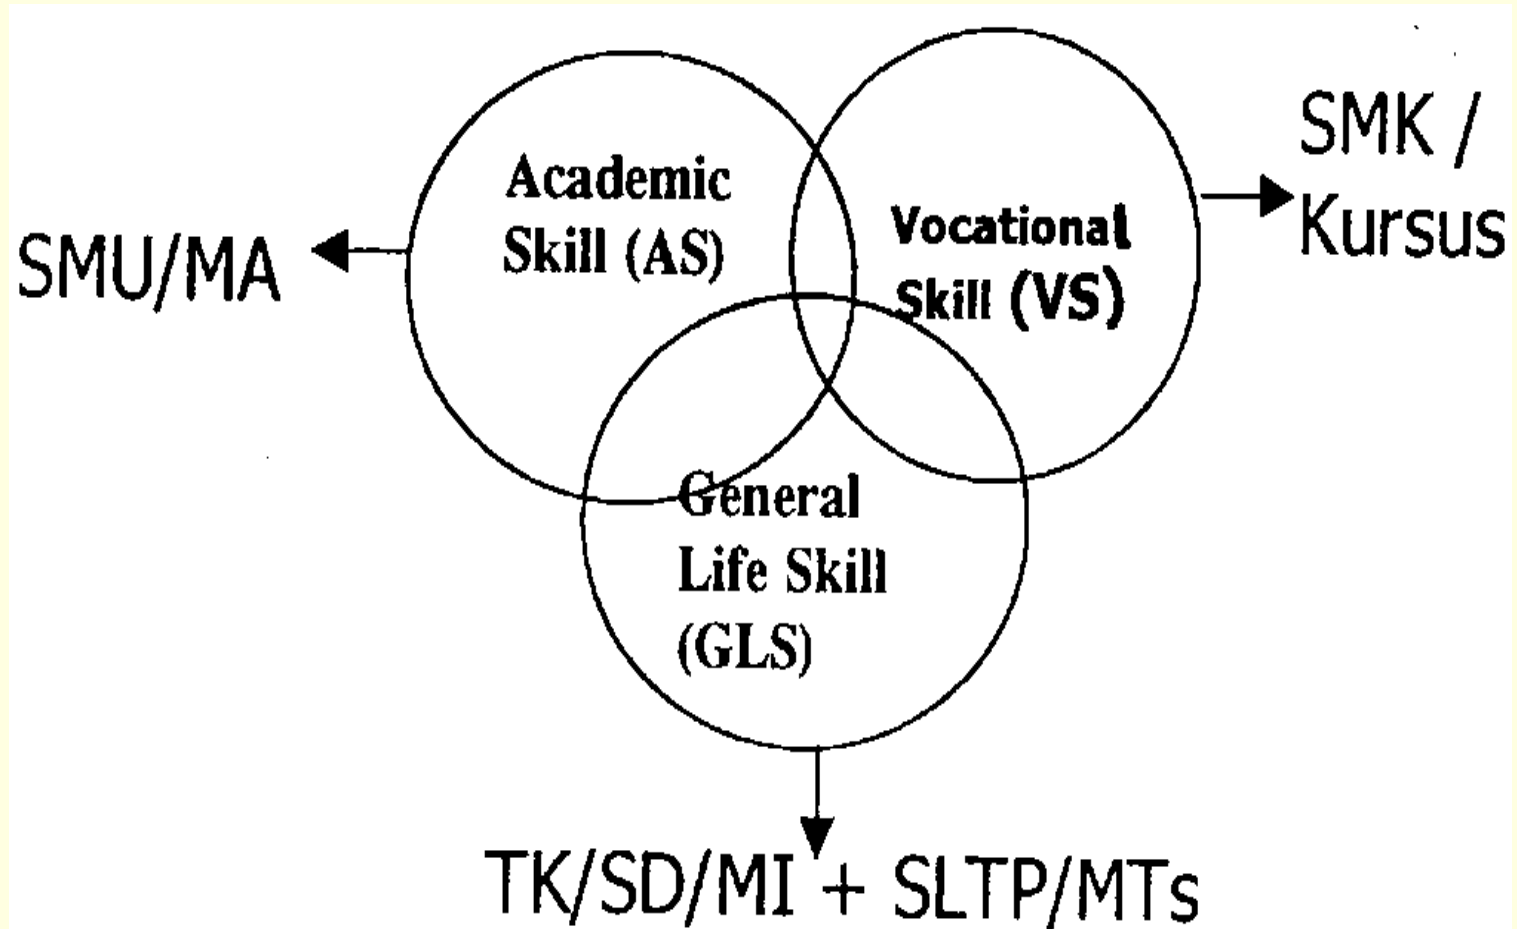 Academic
Skill (AS)
Vocational
Skill (VS)
SMK /
Kursus
SMU/MA
General
Life Skill
(GLS)
TK/SD/MI + SLTP/MTs